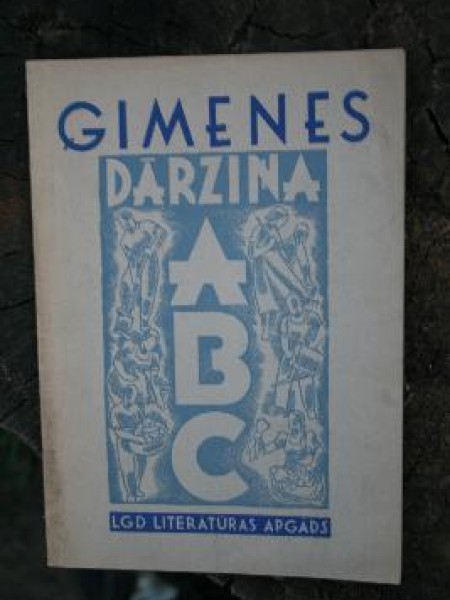 ĢIMENES
DĀRZIŅA
A
B
C
LGD LITERATŪRAS APGĀDS